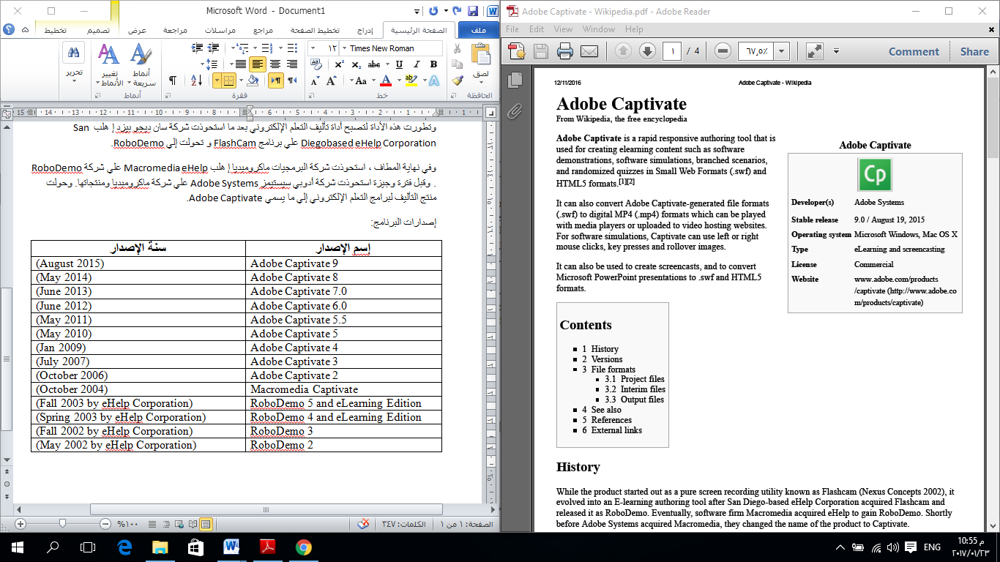 Microsoft Word - Document1
ملف
الصفحة الرئيسية
إدراج
تخطيط الصفحة
مراجع
مراسلات
مراجعة
عرض
تصميم
تخطيط
لصق
Times New Roman
١٢
أنماط سريعة
تغيير الأنماط
تحرير
الحافظة
خط
فقرة
أنماط
وتطورت هذه الأداة لتصبح أداة تأليف التعلم الإلكتروني بعد ما استحوذت شركة سان ديجو بيزد إ هلب San
Diegobased eHelp Corporation علي برنامج FlashCam و تحولت إلي RoboDemo.
وفي نهاية المطاف ، استحوذت شركة البرمجيات ماكروميديا إ هلب Macromedia eHelp علي شركة RoboDemo
. وقبل فترة وجيزة استحوذت شركة أدوبي سيستيمز Adobe Systems علي شركة ماكروميديا ومنتجاتها. وحولت
منتج التأليف لبرامج التعلم الإلكتروني إلي ما يسمي Adobe Captivate.
إصدارات البرنامج:
إسم الإصدار سنة الإصدار
Adobe Captivate 9 (August 2015)
Adobe Captivate 8 (May 2014)
Adobe Captivate 7.0 (June 2013)
Adobe Captivate 6.0 (June 2012)
Adobe Captivate 5.5 (May 2011)
Adobe Captivate 5 (May 2010)
Adobe Captivate 4 (Jan 2009)
Adobe Captivate 3 (July 2007)
Adobe Captivate 2 (October 2006)
Macromedia Captivate (October 2004)
RoboDemo 5 and eLearning Edition (Fall 2003 by eHelp Corporation)
RoboDemo 4 and eLearning Edition (Spring 2003 by eHelp Corporation)
RoboDemo 3 (Fall 2002 by eHelp Corporation)
RoboDemo 2 (May 2002 by eHelp Corporation)
الصفحة: ١ من ١
الكلمات: ٣٤٧
١٠٠%
Adobe Captivate - Wikipedia.pdf - Adobe Reader
File Edit View Window Help
١ / 4
٦٧,٥%
Comment
Share
12/11/2016
Adobe Captivate - Wikipedia
Adobe Captivate
From Wikipedia, the free encyclopedia
Adobe Captivate is a rapid responsive authoring tool that is
used for creating elearning content such as software
demonstrations, software simulations, branched scenarios,
and randomized quizzes in Small Web Formats (.swf) and
HTML5 formats.[1][2]
It can also convert Adobe Captivate-generated file formats
(.swf) to digital MP4 (.mp4) formats which can be played
with media players or uploaded to video hosting websites.
For software simulations, Captivate can use left or right
mouse clicks, key presses and rollover images.
It can also be used to create screencasts, and to convert
Microsoft PowerPoint presentations to .swf and HTML5
formats.
Adobe Captivate
Cp
Developer(s) Adobe Systems
Stable release 9.0 / August 19, 2015
Operating system Microsoft Windows, Mac OS X
Type eLearning and screencasting
License Commercial
Website www.adobe.com/products
/captivate (http://www.adobe.co
m/products/captivate)
Contents
1 History
2 Versions
3 File formats
3.1 Project files
3.2 Interim files
3.3 Output files
4 See also
5 References
6 External links
History
While the product started out as a pure screen recording utility known as Flashcam (Nexus Concepts 2002), it
evolved into an E-learning authoring tool after San Diego-based eHelp Corporation acquired Flashcam and
released it as RoboDemo. Eventually, software firm Macromedia acquired eHelp to gain RoboDemo. Shortly
before Adobe Systems acquired Macromedia, they changed the name of the product to Captivate.
ENG
10:55 م
٢٠١٧/٠١/٢٣